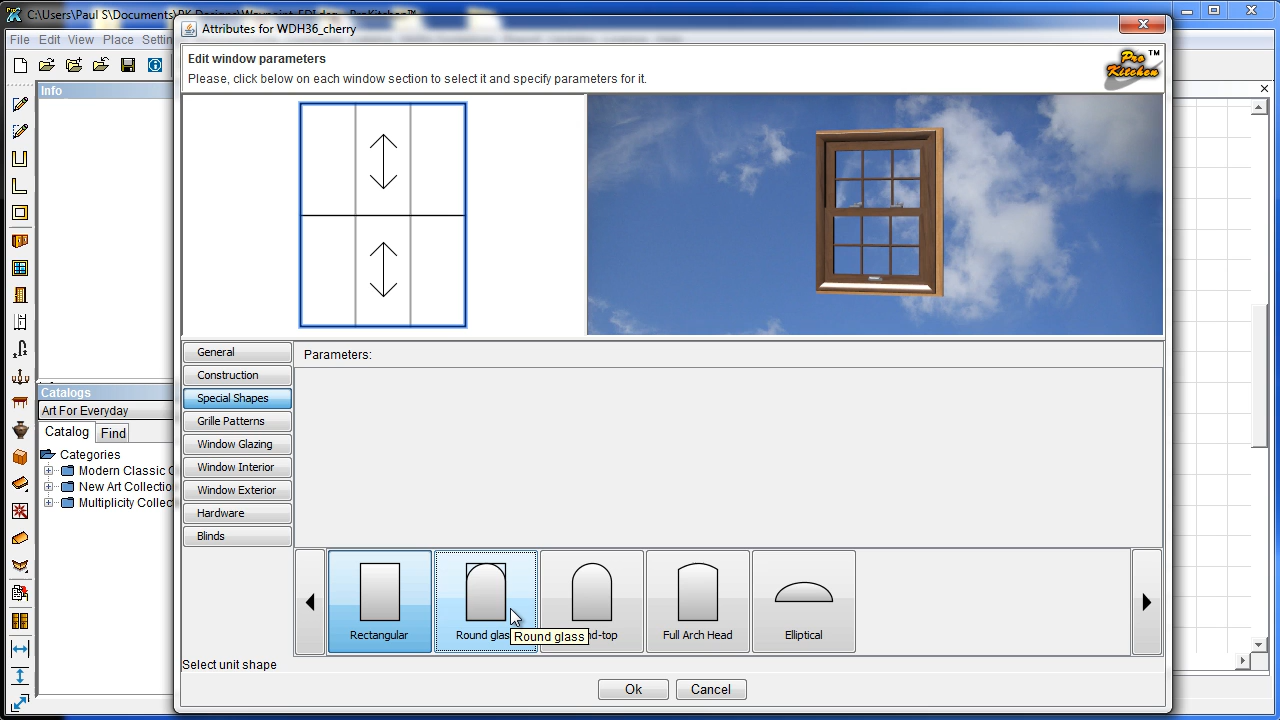 C:\Users\Paul S\Documents\
Attributes for WDH36_cherry
File Edit View Place
Edit window parameters
Please, click below on each window section to select it and specify parameters for it.
Pro Kitchen™
Info
General
Construction
Special Shapes
Grille Patterns
Window Glazing
Window Interior
Window Exterior
Hardware
Blinds
Parameters:
Catalogs
Art For Everyday
Catalog Find
Categories
Modern Classic C
New Art Collectio
Multiplicity Collec
Rectangular
Round glas
Round glass
d-top
Full Arch Head
Elliptical
Select unit shape
Ok Cancel